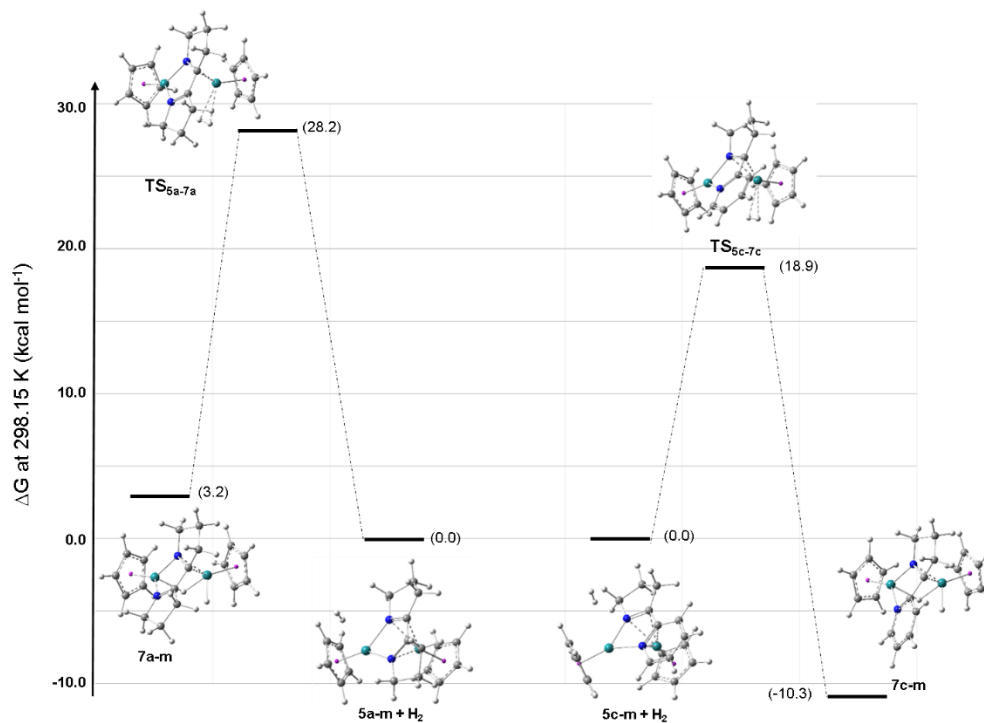 30.0
20.0
10.0
0.0
-10.0
ΔG at 298.15 K (kcal mol⁻¹)
(28.2)
TS₅ₐ₋₇ₐ
TS5c-7c
(18.9)
(3.2)
7a-m
(0.0)
5a-m + H₂
(0.0)
5c-m + H₂
(-10.3)
7c-m